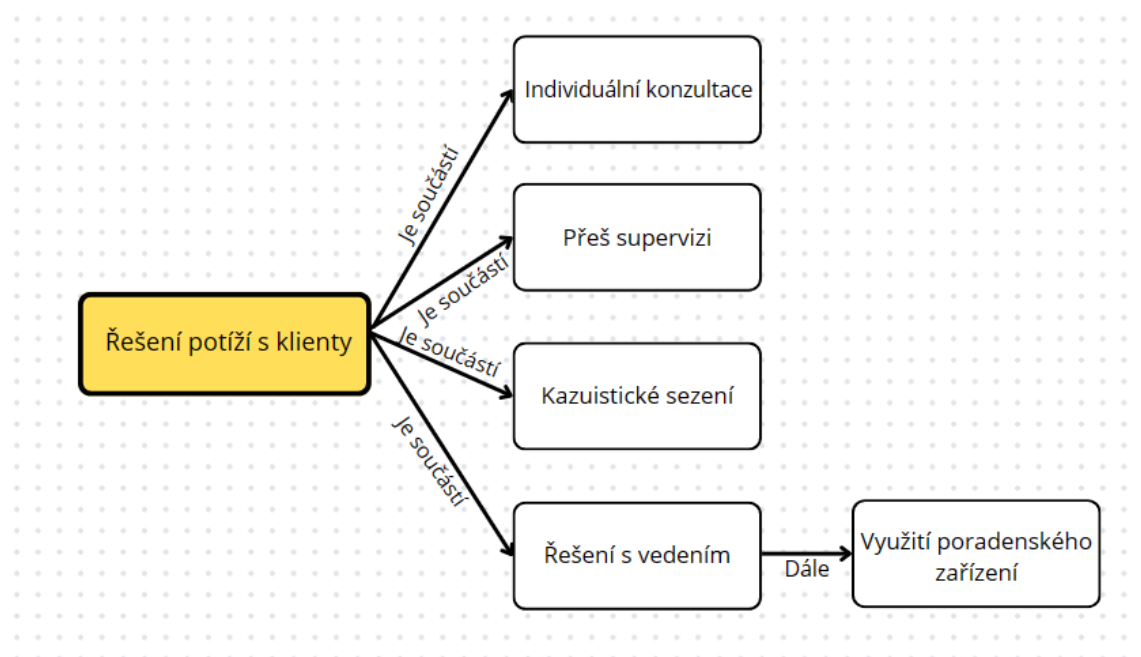 Individuální konzultace
Je součástí
Přeš supervizi
Je součástí
Řešení potíží s klienty
Je součástí
Kazuistické sezení
Je součástí
Řešení s vedením
Dále
Využití poradenského
zařízení